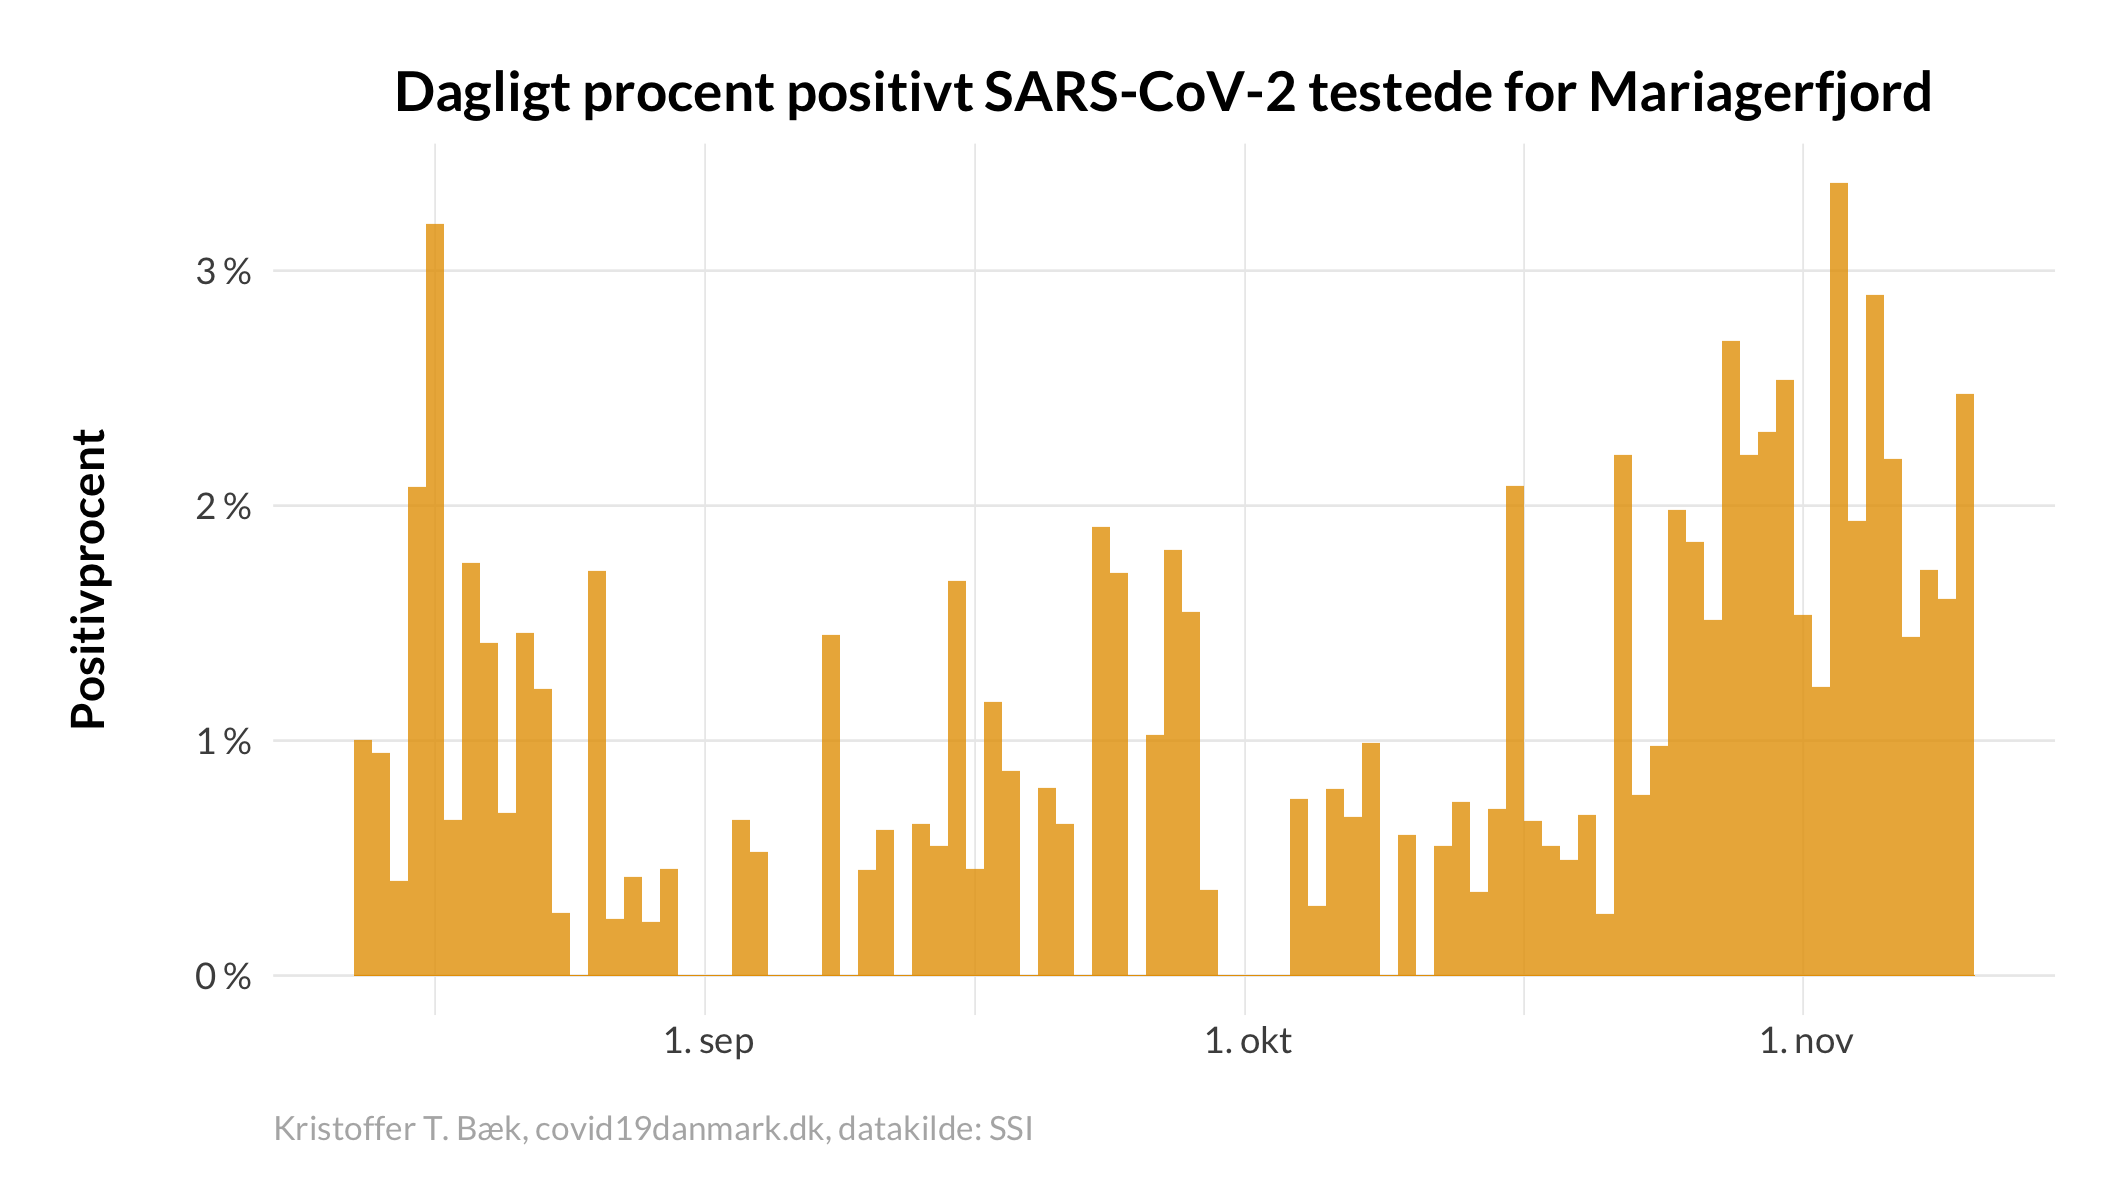 Dagligt procent positivt SARS-CoV-2 testede for Mariagerfjord
Positivprocent
3 %
2 %
1 %
0 %
1. sep
1. okt
1. nov
Kristoffer T. Bæk, covid19danmark.dk, datakilde: SSI